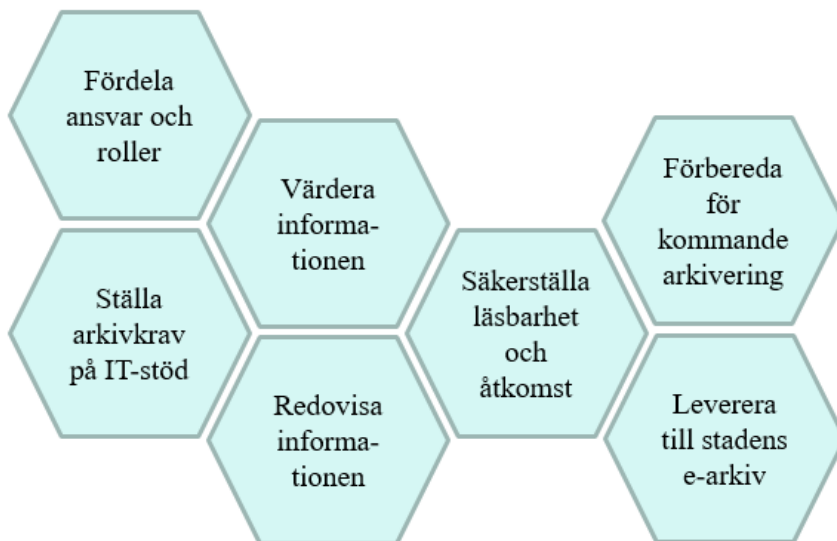 Fördela
ansvar och
roller
Ställa
arkivkrav
på IT-stöd
Värdera
informa-
tionen
Redovisa
informa-
tionen
Säkerställa
läsbarhet
och
åtkomst
Förbereda
för
kommande
arkivering
Leverera
till stadens
e-arkiv